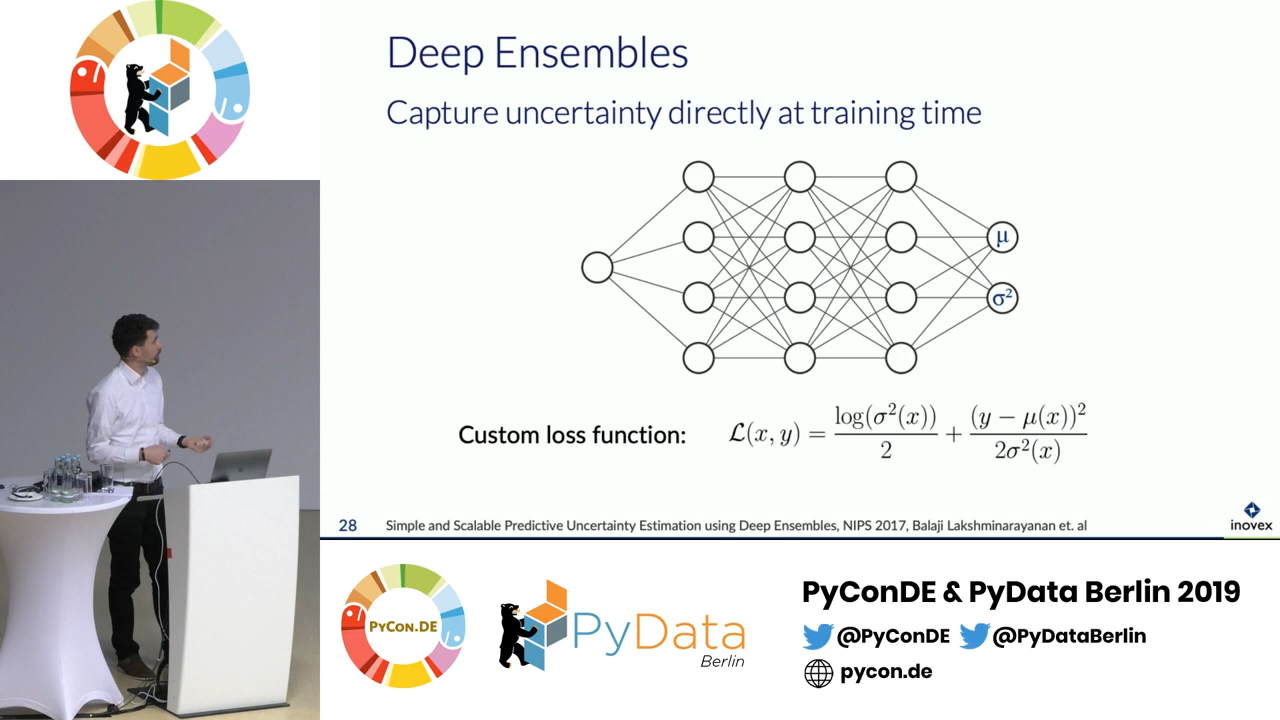 Deep Ensembles
Capture uncertainty directly at training time
μ
σ²
Custom loss function: 𝓛(x, y) = log(σ²(x)) / 2 + (y − μ(x))² / 2σ²(x)
28 Simple and Scalable Predictive Uncertainty Estimation using Deep Ensembles, NIPS 2017, Balaji Lakshminarayanan et. al
inovex
PyCon.DE
PyData
Berlin
PyConDE & PyData Berlin 2019
@PyConDE @PyDataBerlin
pycon.de